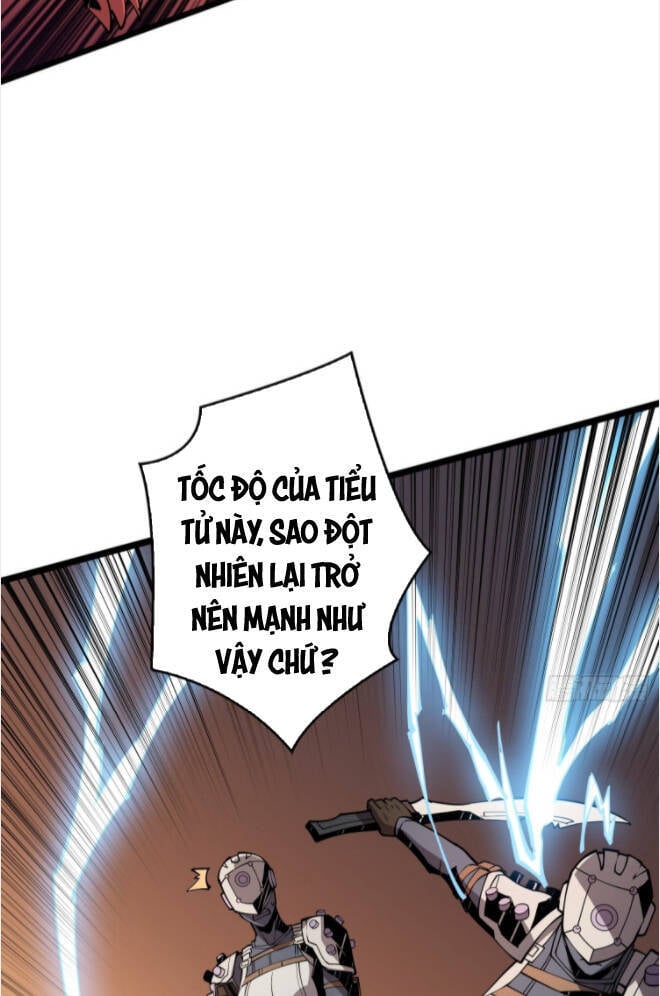 TỐC ĐỘ CỦA TIỂU
TỬ NÀY, SAO ĐỘT
NHIÊN LẠI TRỞ
NÊN MẠNH NHƯ
VẬY CHỨ?